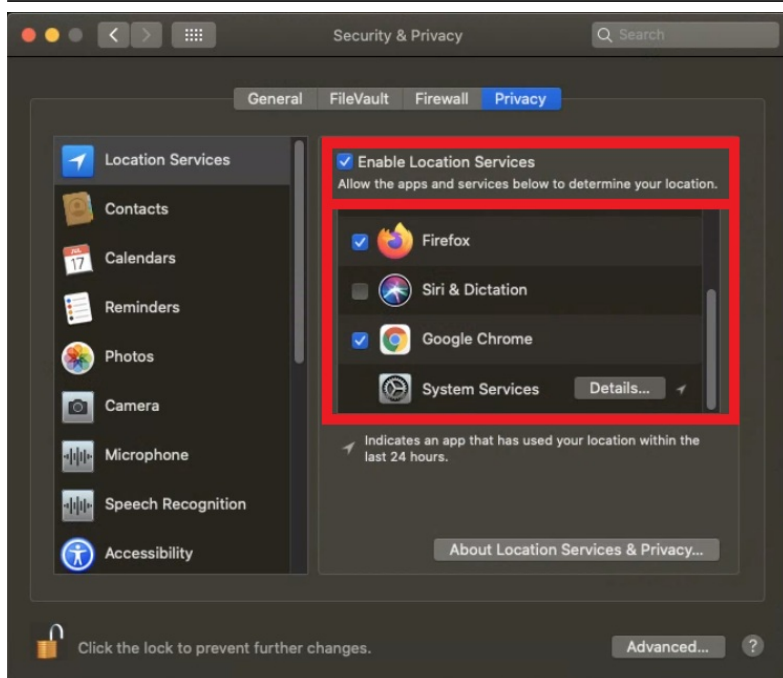 Security & Privacy
Search
General FileVault Firewall Privacy
Location Services
Contacts
JUL
17
Calendars
Reminders
Photos
Camera
Microphone
Speech Recognition
Accessibility
Enable Location Services
Allow the apps and services below to determine your location.
Firefox
Siri & Dictation
Google Chrome
System Services Details...
Indicates an app that has used your location within the
last 24 hours.
About Location Services & Privacy...
Click the lock to prevent further changes.
Advanced... ?